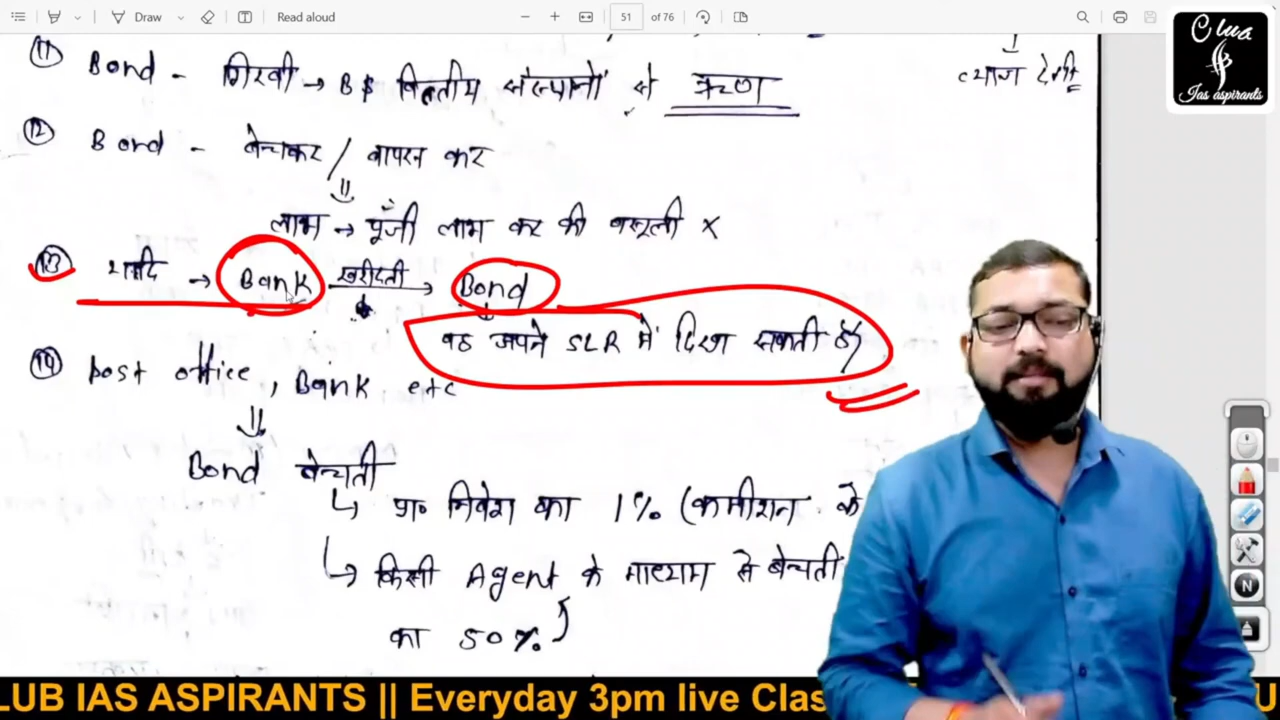 Draw
Read aloud
51 of 76
C lua
Ias aspirants
(11) Bond - गिरवी → B$ वित्तीय संस्थानों से ऋण
ब्याज देगी
(12) Bond - बेचकर / वापस कर
लाभ → पूँजी लाभ कर की वसूली x
(13) यदि → Bank खरीदती → Bond
वह अपने SLR में दिखा सकती है
(14) post office, Bank etc
Bond बेचती
निवेश का 1% (कमीशन के
किसी Agent के माध्यम से बेचती
का 50%}
LUB IAS ASPIRANTS || Everyday 3pm live Clas
U
N